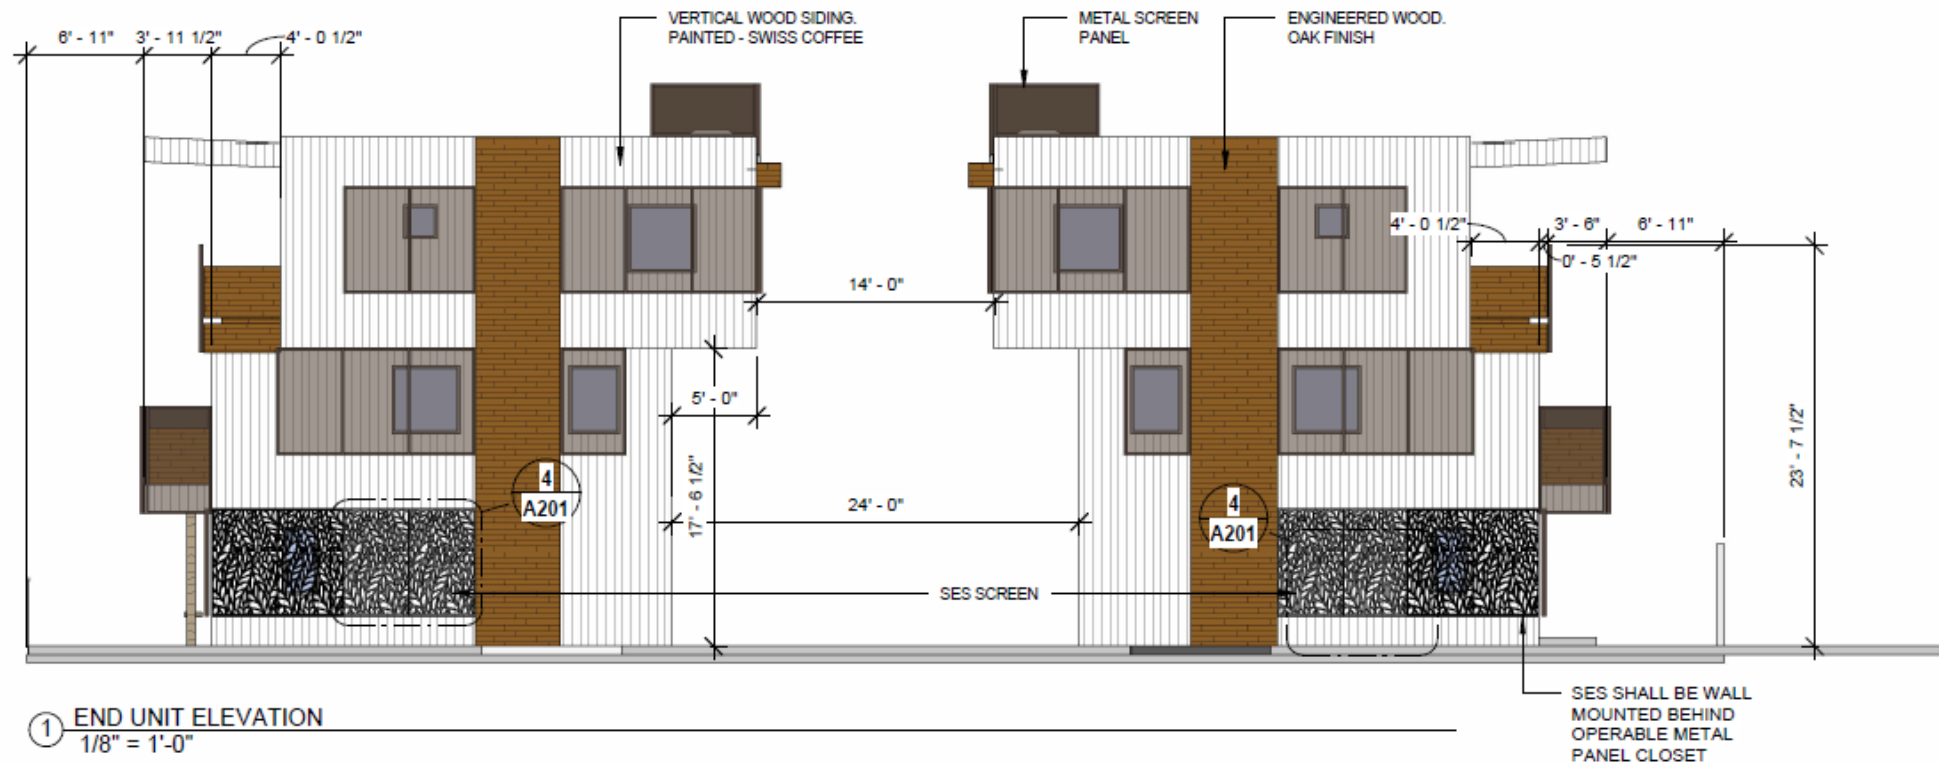 VERTICAL WOOD SIDING.
PAINTED - SWISS COFFEE
METAL SCREEN
PANEL
ENGINEERED WOOD.
OAK FINISH
6' - 11"
3' - 11 1/2"
4' - 0 1/2"
4' - 0 1/2"
3' - 6"
6' - 11"
0' - 5 1/2"
14' - 0"
5' - 0"
17' - 6 1/2"
24' - 0"
23' - 7 1/2"
4
A201
4
A201
SES SCREEN
SES SHALL BE WALL
MOUNTED BEHIND
OPERABLE METAL
PANEL CLOSET
1
END UNIT ELEVATION
1/8" = 1'-0"